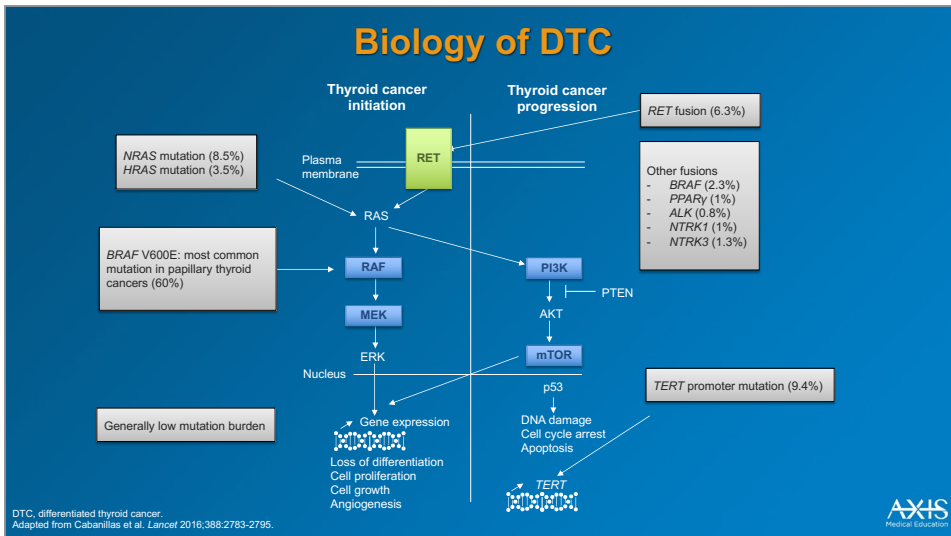 Biology of DTC
Thyroid cancer
initiation
Thyroid cancer
progression
RET fusion (6.3%)
NRAS mutation (8.5%)
HRAS mutation (3.5%)
Plasma
membrane
RET
Other fusions
- BRAF (2.3%)
- PPARγ (1%)
- ALK (0.8%)
- NTRK1 (1%)
- NTRK3 (1.3%)
RAS
BRAF V600E: most common
mutation in papillary thyroid
cancers (60%)
RAF
PI3K
PTEN
MEK
AKT
ERK
mTOR
Nucleus
p53
TERT promoter mutation (9.4%)
Generally low mutation burden
Gene expression
DNA damage
Cell cycle arrest
Apoptosis
Loss of differentiation
Cell proliferation
Cell growth
Angiogenesis
TERT
DTC, differentiated thyroid cancer.
Adapted from Cabanillas et al. Lancet 2016;388:2783-2795.
AXIS
Medical Education